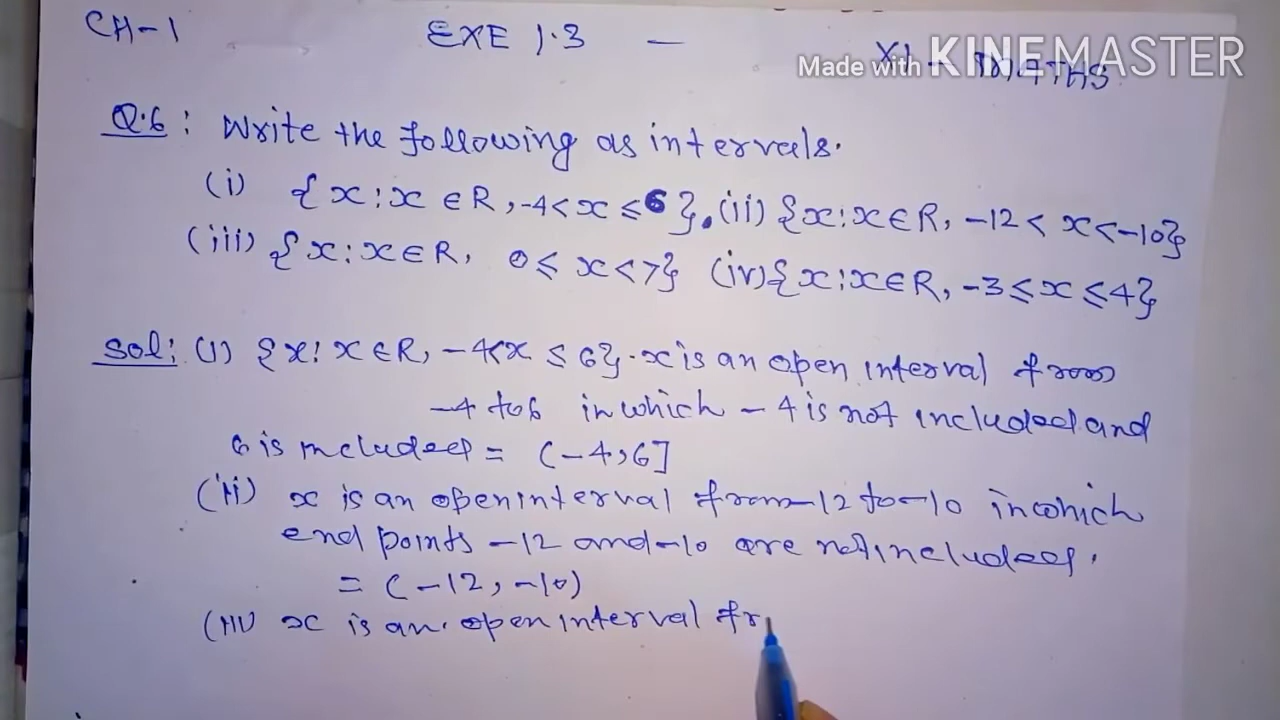 CH-1 EXE 1.3 — XI - MATHS
Made with KINEMASTER
Q.6: Write the following as intervals.
(i) {x:x∈R, -4<x≤6}, (ii) {x:x∈R, -12<x<-10}
(iii) {x:x∈R, 0≤x<7} (iv) {x:x∈R, -3≤x≤4}
Sol: (i) {x:x∈R, -4<x≤6}. x is an open interval from
-4 to 6 in which -4 is not included and
6 is included = (-4,6]
(ii) x is an open interval from -12 to -10 in which
end points -12 and -10 are not included.
= (-12, -10)
(iii) x is an open interval fr